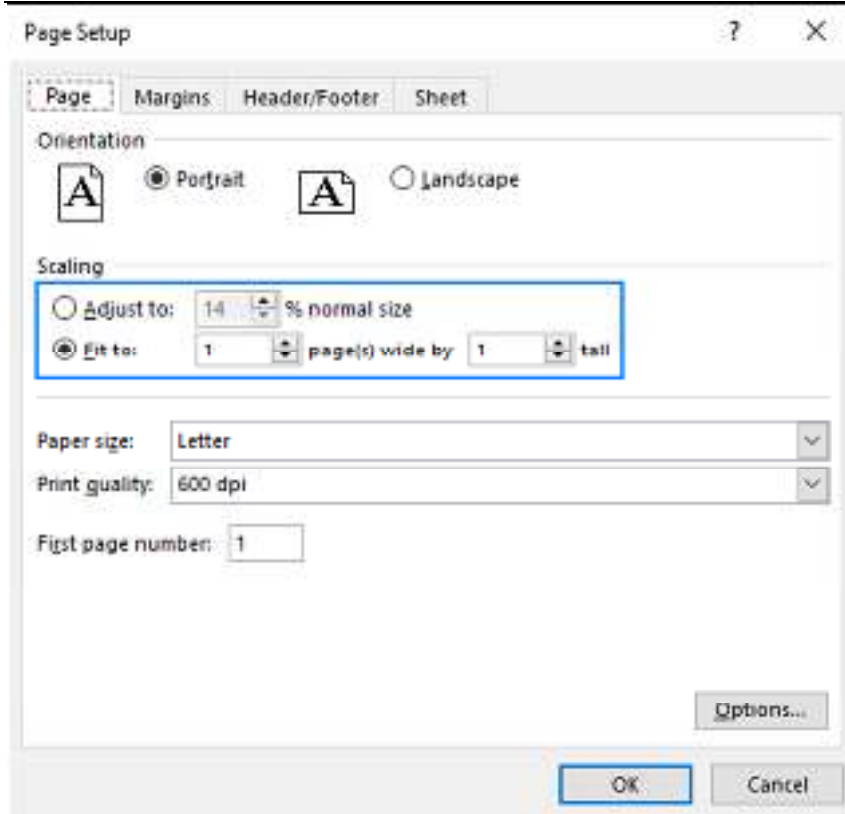 Page Setup ? X
Page Margins Header/Footer Sheet
Orientation
A Portrait A Landscape
Scaling
Adjust to: 14 % normal size
Fit to: 1 page(s) wide by 1 tall
Paper size: Letter
Print quality: 600 dpi
First page number: 1
Options...
OK Cancel